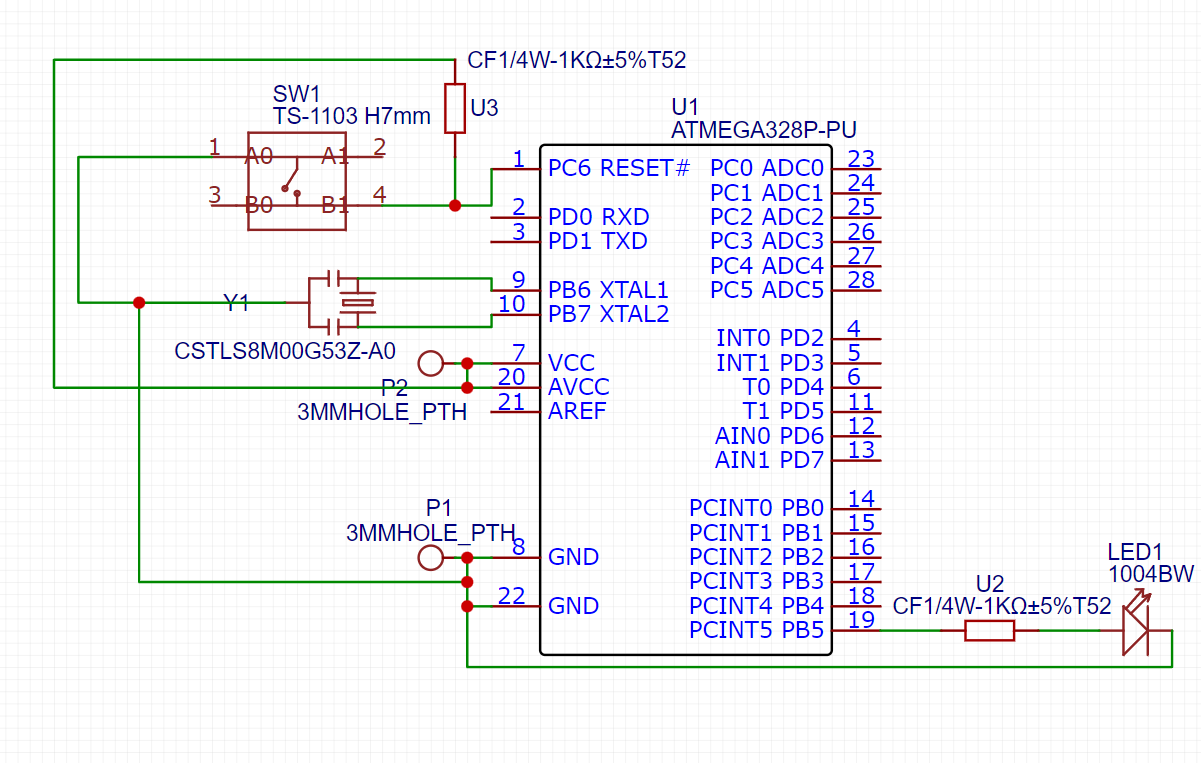 CF1/4W-1KΩ±5%T52
U3
SW1
TS-1103 H7mm
1 A0 A1 2
3 B0 B1 4
U1
ATMEGA328P-PU
1 PC6 RESET# PC0 ADC0 23
PC1 ADC1 24
2 PD0 RXD PC2 ADC2 25
3 PD1 TXD PC3 ADC3 26
PC4 ADC4 27
9 PB6 XTAL1 PC5 ADC5 28
10 PB7 XTAL2
Y1
CSTLS8M00G53Z-A0
INT0 PD2 4
7 VCC INT1 PD3 5
20 AVCC T0 PD4 6
21 AREF T1 PD5 11
P2
3MMHOLE_PTH
AIN0 PD6 12
AIN1 PD7 13
P1
3MMHOLE_PTH
PCINT0 PB0 14
PCINT1 PB1 15
8 GND PCINT2 PB2 16
PCINT3 PB3 17
22 GND PCINT4 PB4 18
PCINT5 PB5 19
U2
CF1/4W-1KΩ±5%T52
LED1
1004BW